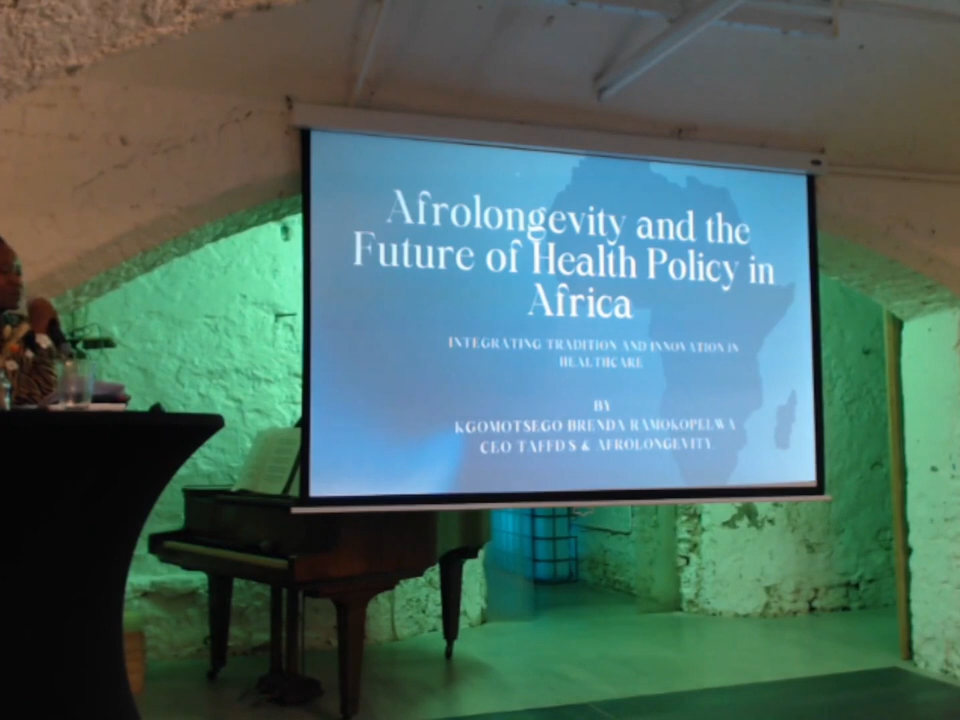 Afrolongevity and the
Future of Health Policy in
Africa
INTEGRATING TRADITION AND INNOVATION IN
HEALTHCARE
BY
KGOMOTSEGO BRENDA RAMOKOPELWA
CEO TAFFD'S & AFROLONGEVITY